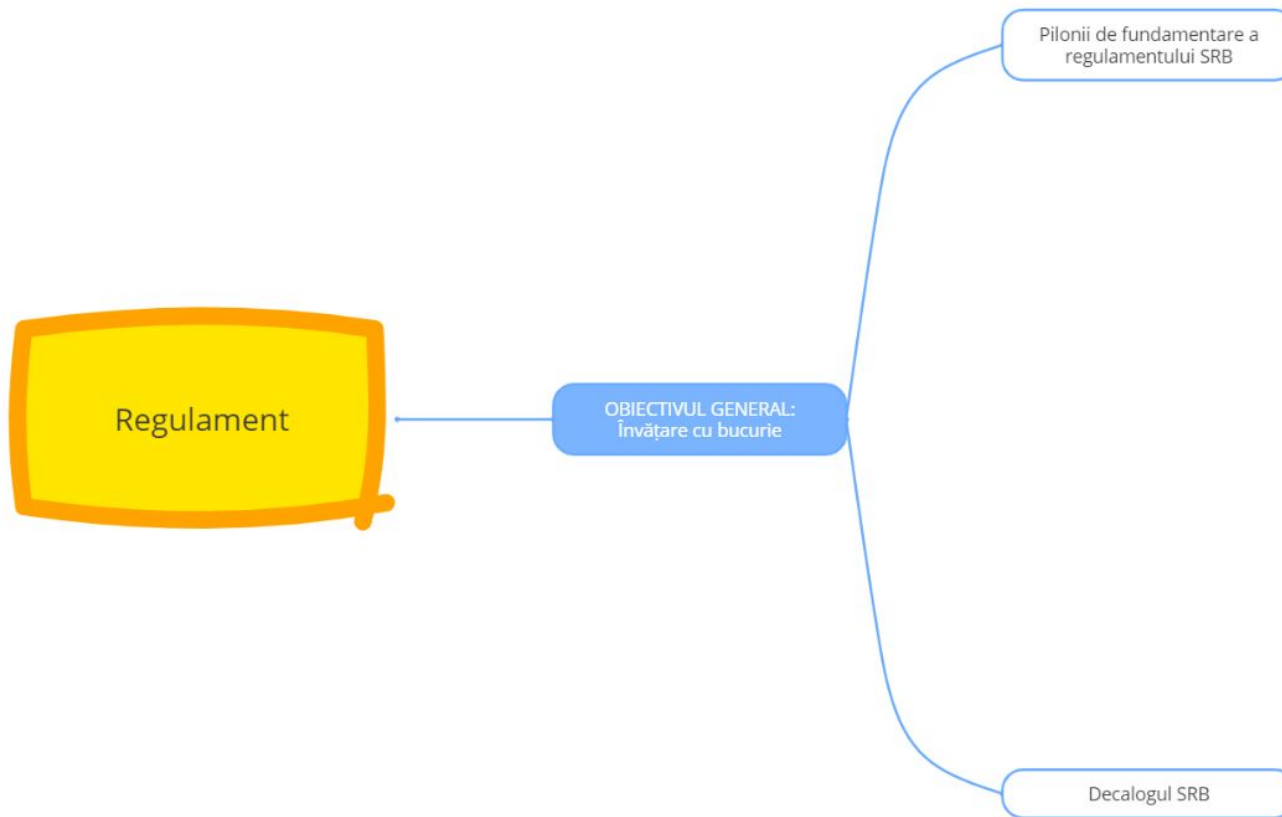 Pilonii de fundamentare a
regulamentului SRB
Regulament
OBIECTIVUL GENERAL:
Învățare cu bucurie
Decalogul SRB